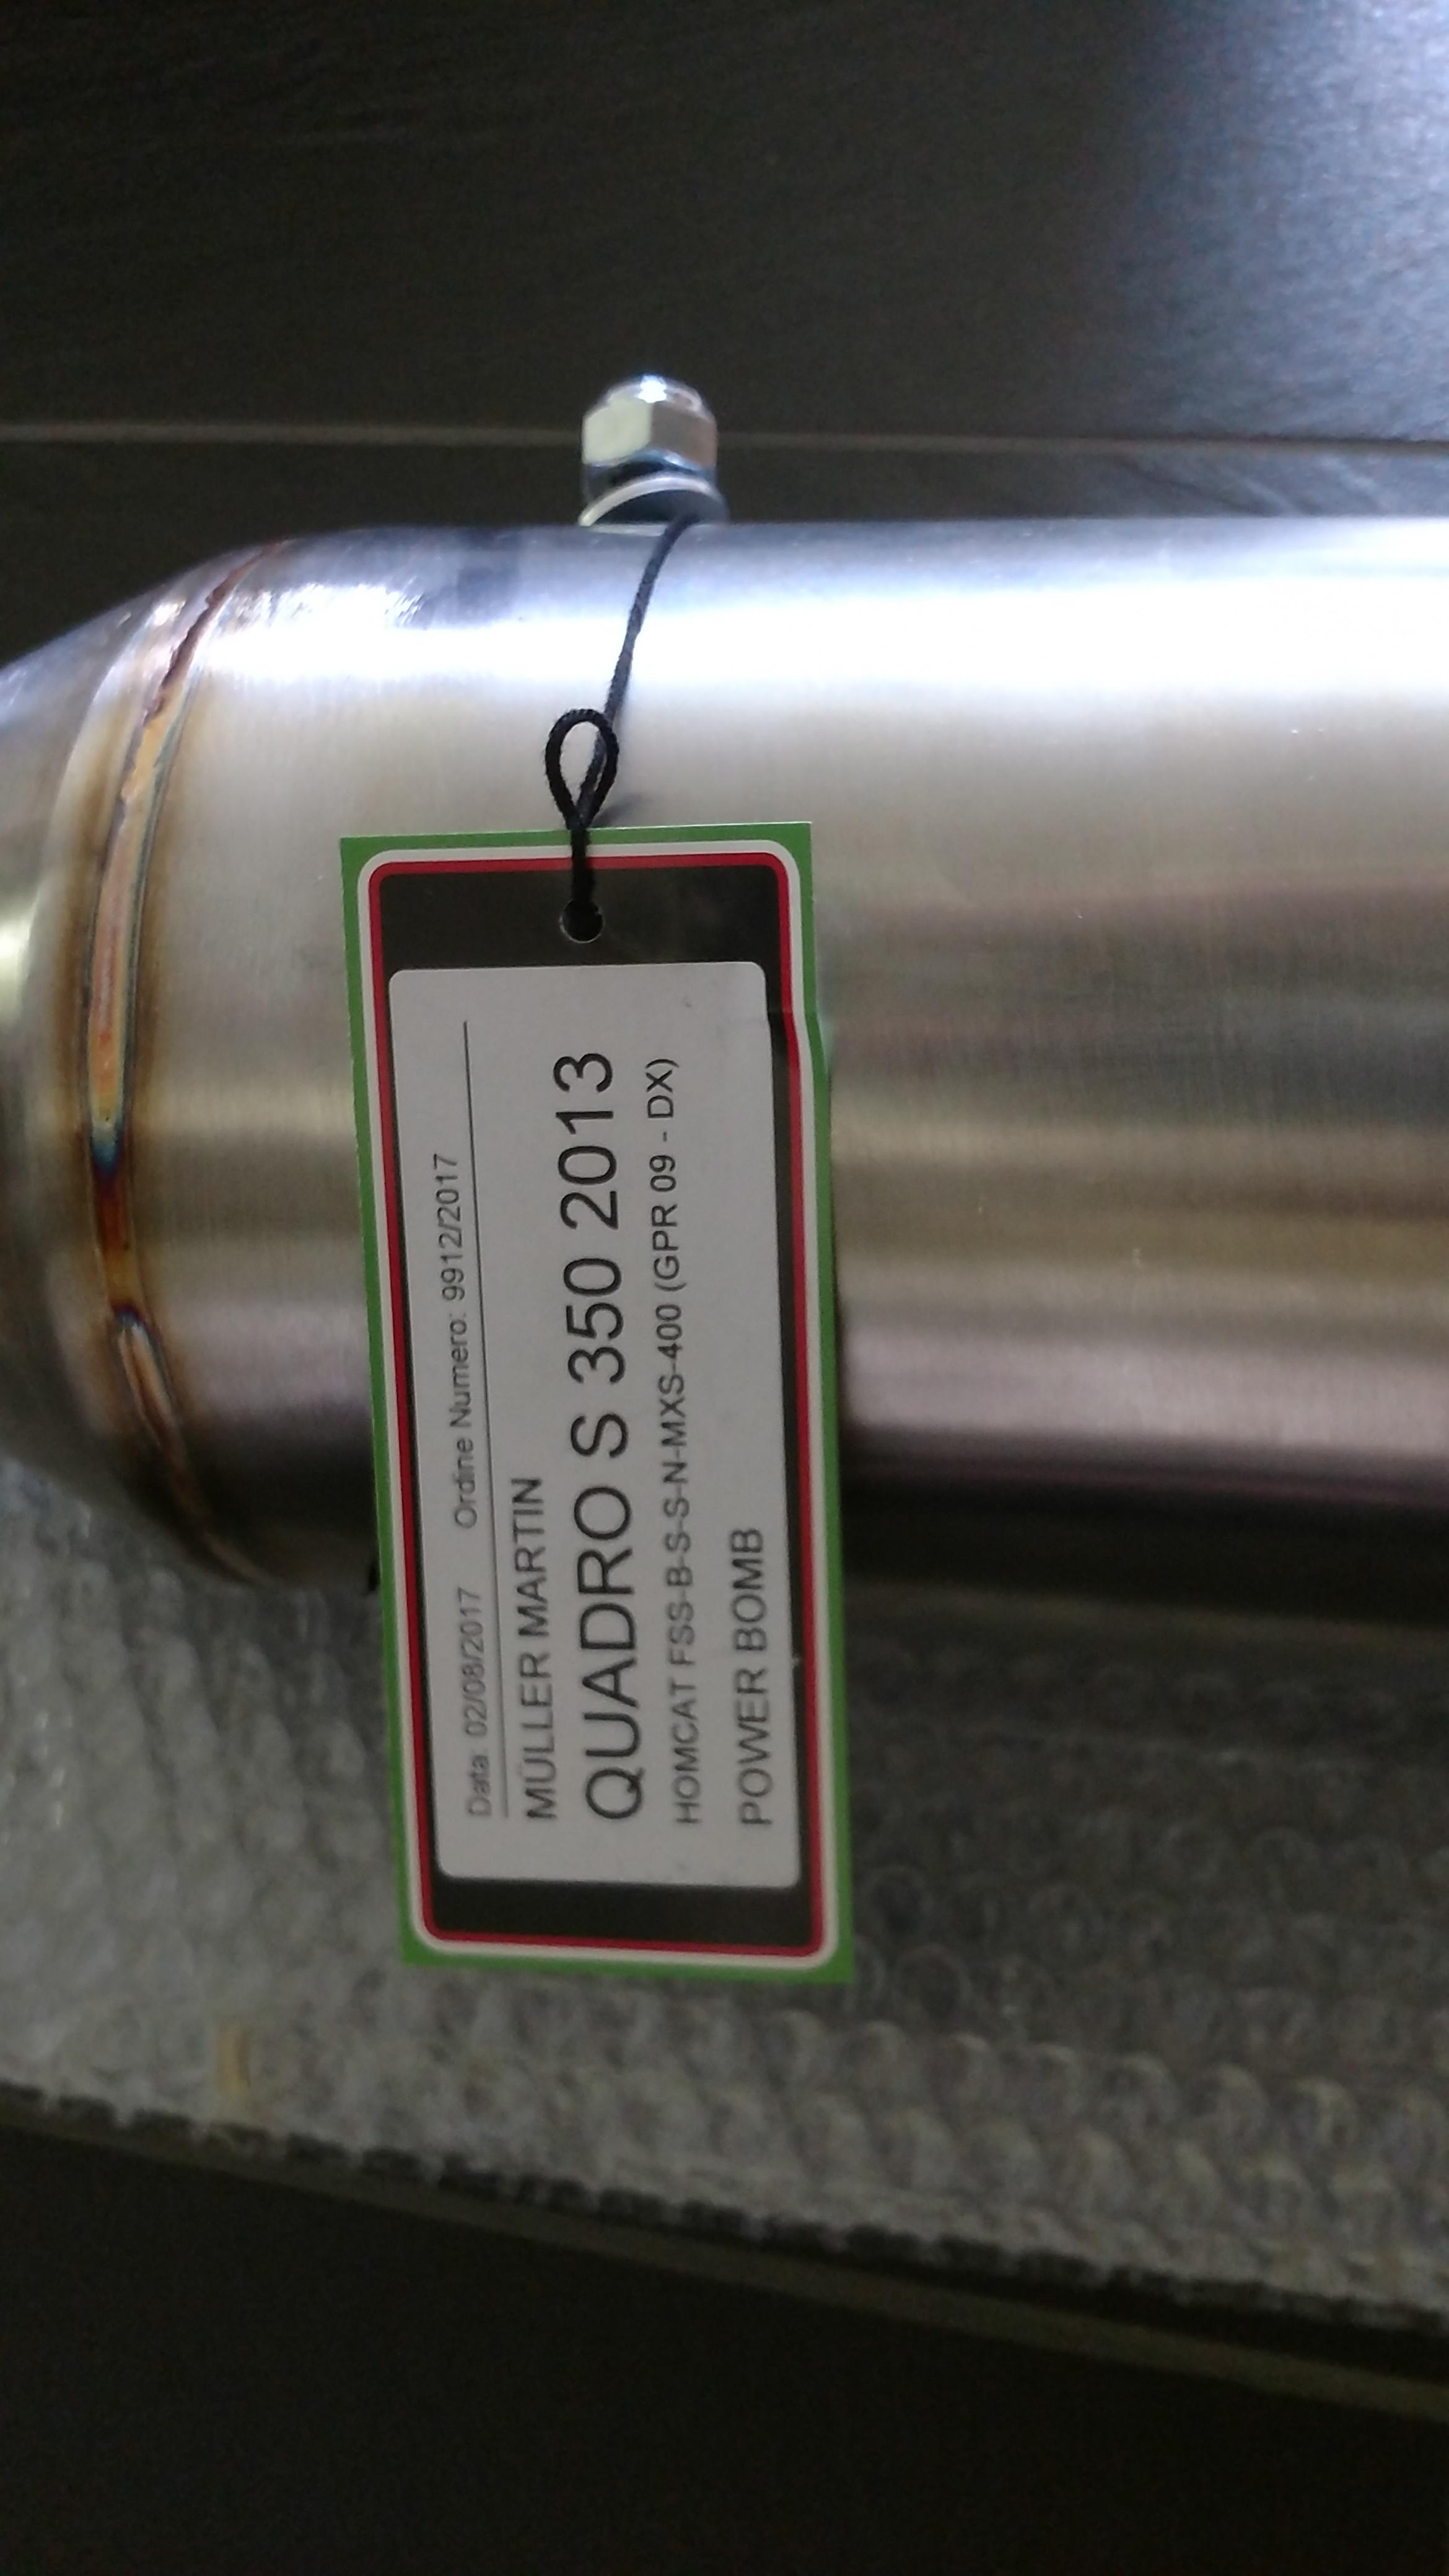 Data 02/08/2017 Ordine Numero: 9912/2017
MÜLLER MARTIN
QUADRO S 350 2013
HOMCAT FSS-B-S-S-N-MXS-400 (GPR 09 - DX)
POWER BOMB